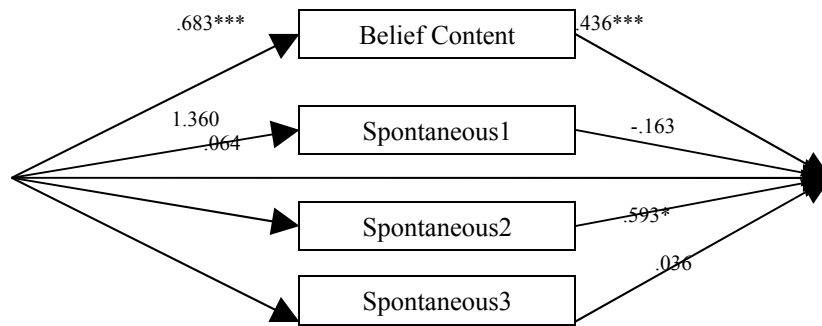 .683***
Belief Content
.436***
1.360
Spontaneous1
-.163
.064
Spontaneous2
.593*
.036
Spontaneous3